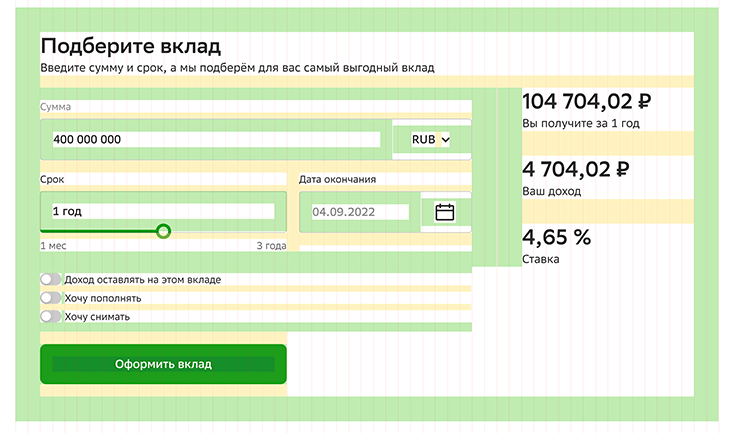 Подберите вклад
Введите сумму и срок, а мы подберём для вас самый выгодный вклад
Сумма
400 000 000
RUB
Срок
1 год
1 мес
3 года
Дата окончания
04.09.2022
Доход оставлять на этом вкладе
Хочу пополнять
Хочу снимать
Оформить вклад
104 704,02 ₽
Вы получите за 1 год
4 704,02 ₽
Ваш доход
4,65 %
Ставка